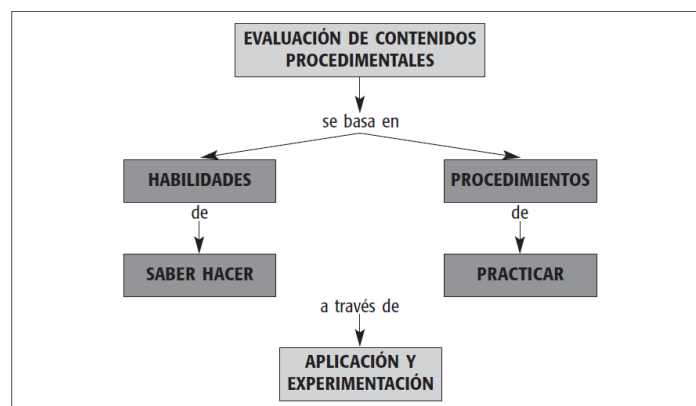 EVALUACIÓN DE CONTENIDOS
PROCEDIMENTALES
se basa en
HABILIDADES
PROCEDIMIENTOS
de
de
SABER HACER
PRACTICAR
a través de
APLICACIÓN Y
EXPERIMENTACIÓN